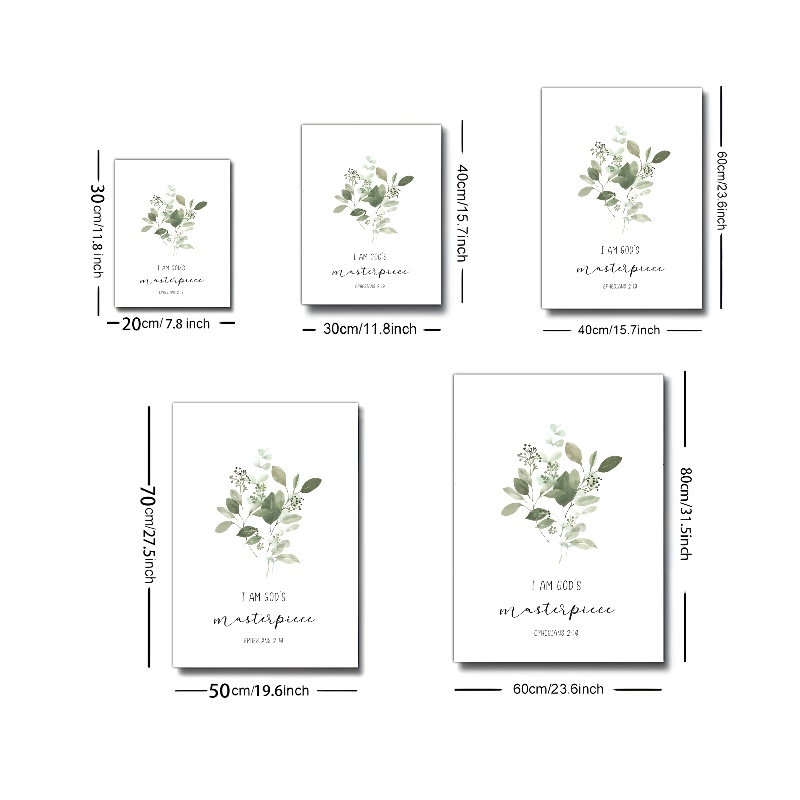 30cm/11.8 inch
I AM GOD'S
masterpiece
20cm/ 7.8 inch
40cm/15.7inch
I AM GOD'S
masterpiece
EPHESIANS 2:10
30cm/11.8inch
60cm/23.6inch
I AM GOD'S
masterpiece
EPHESIANS 2:10
40cm/15.7inch
70cm/27.5inch
I AM GOD'S
masterpiece
EPHESIANS 2:10
50cm/19.6inch
80cm/31.5inch
I AM GOD'S
masterpiece
EPHESIANS 2:10
60cm/23.6inch